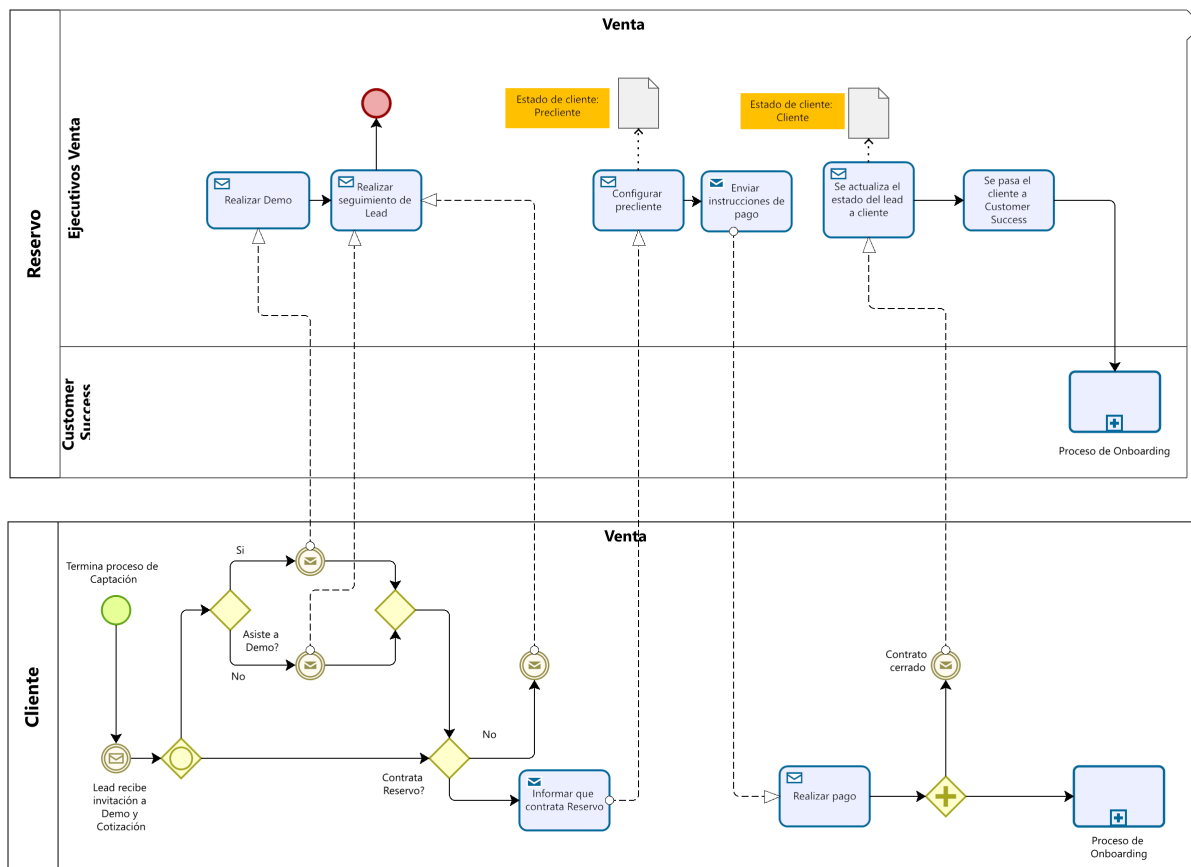 Venta
Reservo
Ejecutivos Venta
Estado de cliente:
Precliente
Estado de cliente:
Cliente
Realizar Demo
Realizar
seguimiento de
Lead
Configurar
precliente
Enviar
instrucciones de
pago
Se actualiza el
estado del lead
a cliente
Se pasa el
cliente a
Customer
Success
Customer
Success
Proceso de Onboarding
Venta
Cliente
Termina proceso de
Captación
Si
Asiste a
Demo?
No
Contrato
cerrado
No
Lead recibe
invitación a
Demo y
Cotización
Contrata
Reservo?
Informar que
contrata Reservo
Realizar pago
Proceso de
Onboarding